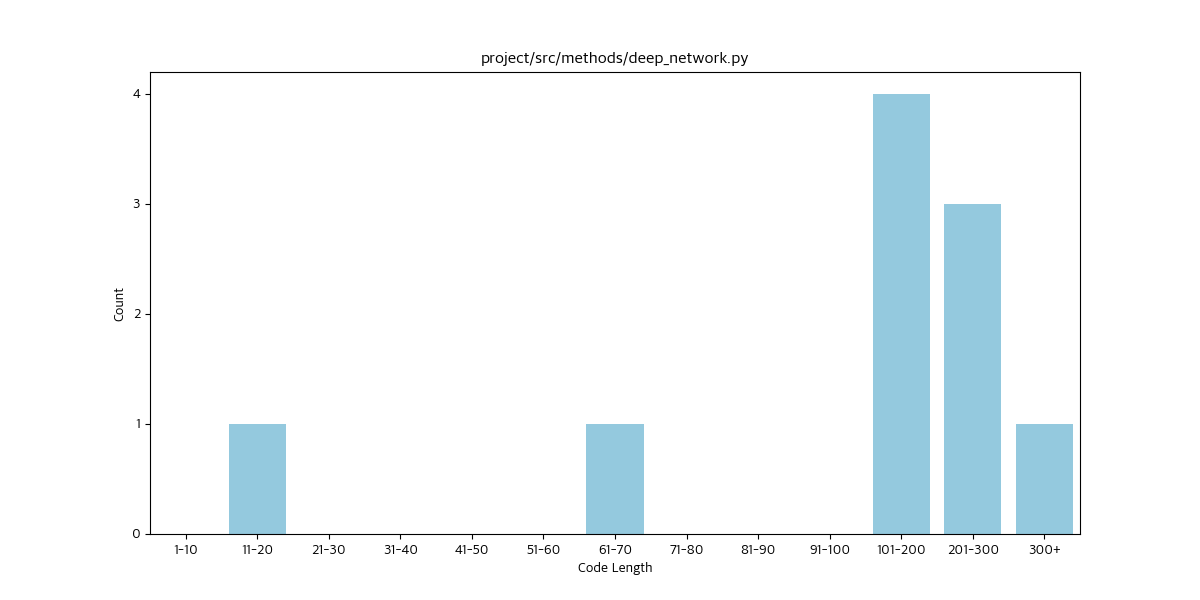 project/src/methods/deep_network.py
4
3
2
1
0
Count
1-10 11-20 21-30 31-40 41-50 51-60 61-70 71-80 81-90 91-100 101-200 201-300 300+
Code Length